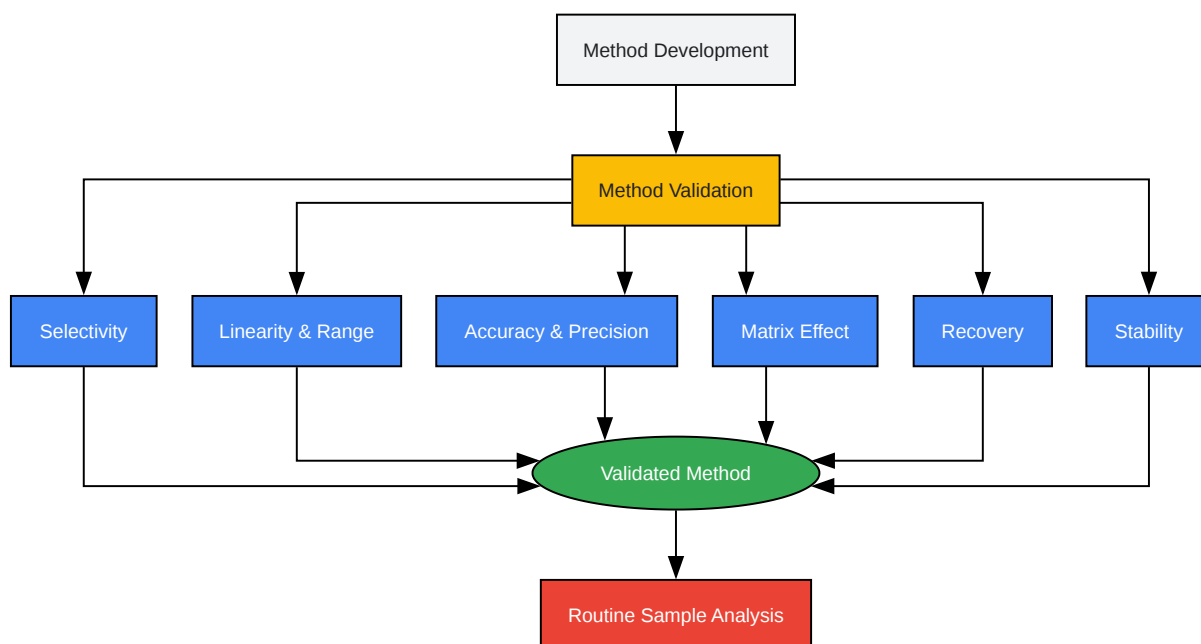 Method Development
Method Validation
Selectivity
Linearity & Range
Accuracy & Precision
Matrix Effect
Recovery
Stability
Validated Method
Routine Sample Analysis